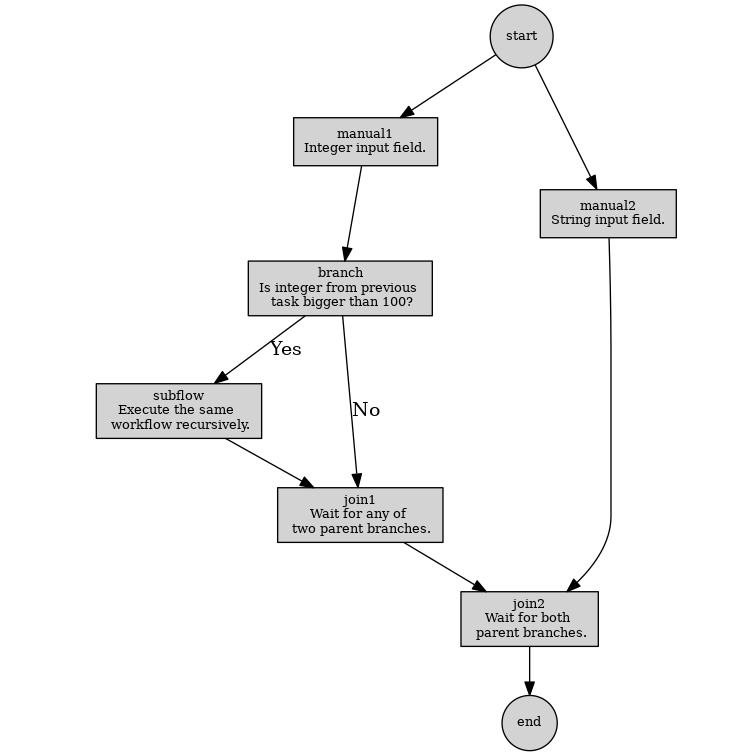 start
manual1
Integer input field.
manual2
String input field.
branch
Is integer from previous
task bigger than 100?
Yes
subflow
Execute the same
workflow recursively.
No
join1
Wait for any of
two parent branches.
join2
Wait for both
parent branches.
end